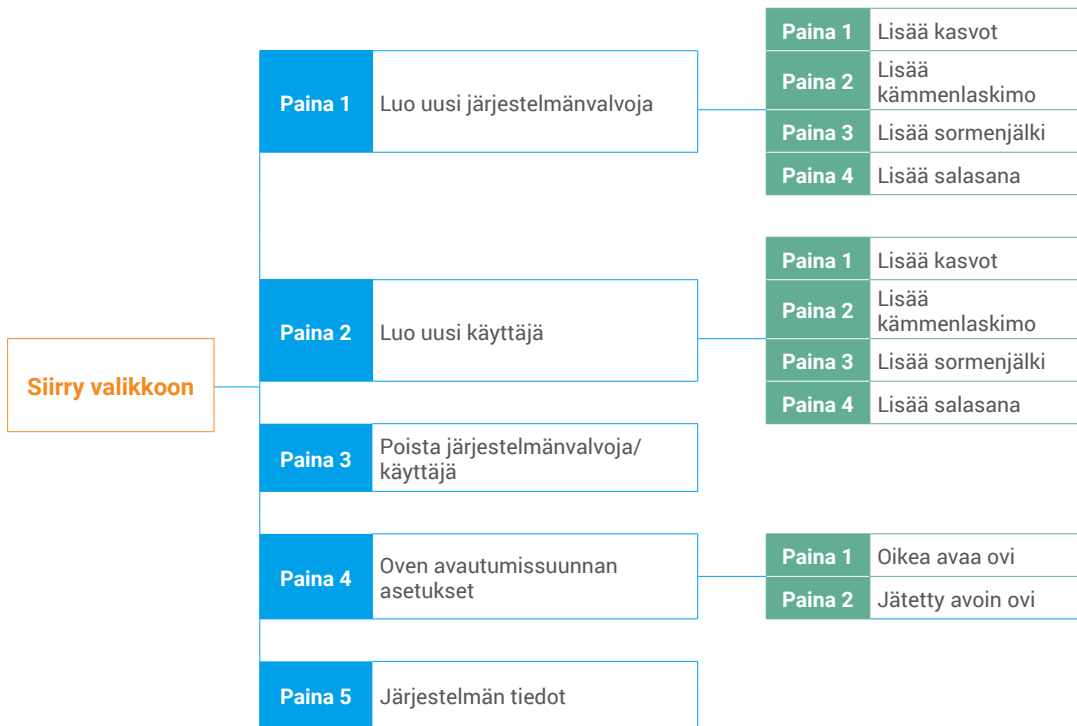 Siirry valikkoon
Paina 1
Luo uusi järjestelmänvalvoja
Paina 1
Lisää kasvot
Paina 2
Lisää
kämmenlaskimo
Paina 3
Lisää sormenjälki
Paina 4
Lisää salasana
Paina 2
Luo uusi käyttäjä
Paina 1
Lisää kasvot
Paina 2
Lisää
kämmenlaskimo
Paina 3
Lisää sormenjälki
Paina 4
Lisää salasana
Paina 3
Poista järjestelmänvalvoja/
käyttäjä
Paina 4
Oven avautumissuunnan
asetukset
Paina 1
Oikea avaa ovi
Paina 2
Jätetty avoin ovi
Paina 5
Järjestelmän tiedot